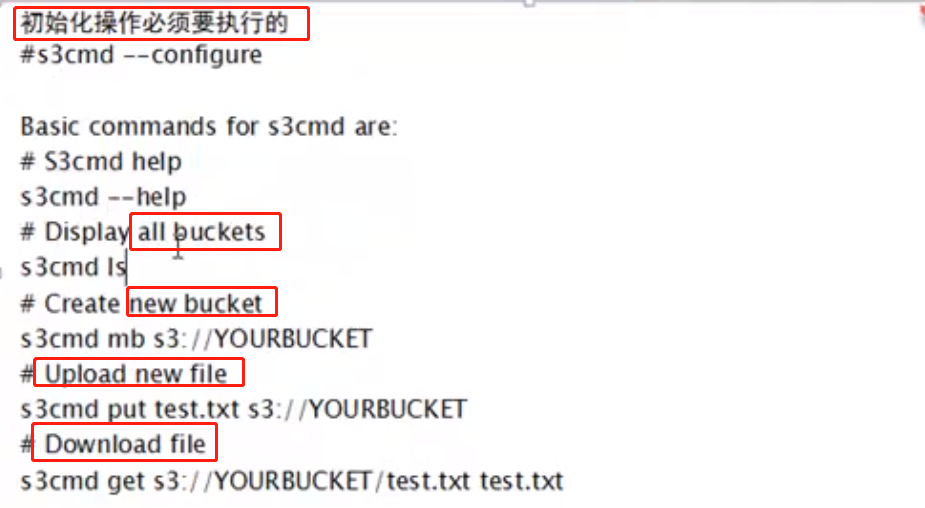 初始化操作必须要执行的
#s3cmd --configure
Basic commands for s3cmd are:
# S3cmd help
s3cmd --help
# Display all buckets
s3cmd ls
# Create new bucket
s3cmd mb s3://YOURBUCKET
# Upload new file
s3cmd put test.txt s3://YOURBUCKET
# Download file
s3cmd get s3://YOURBUCKET/test.txt test.txt